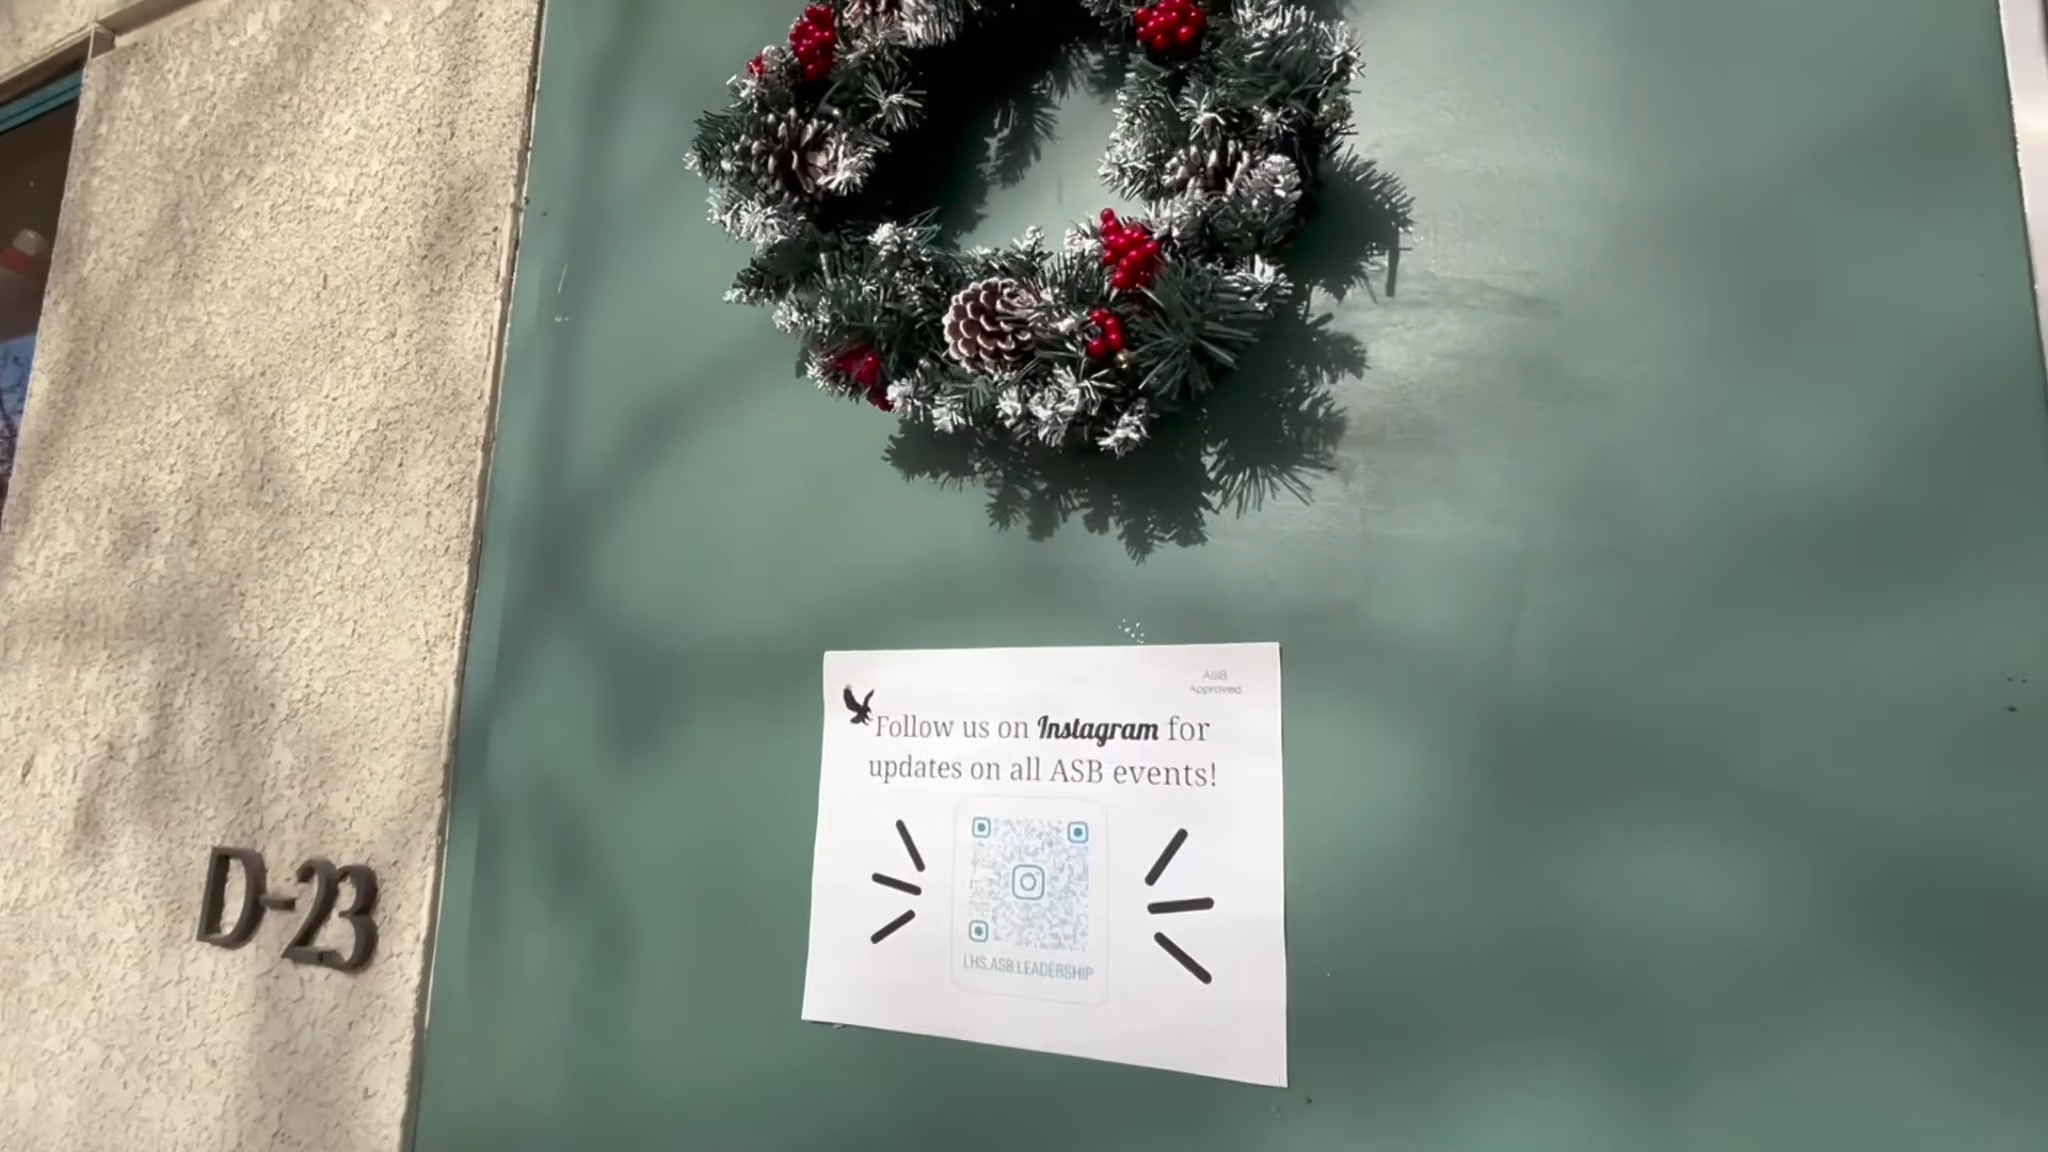 ASB
Approved
Follow us on Instagram for
updates on all ASB events!
LHS.ASB.LEADERSHIP
D-23